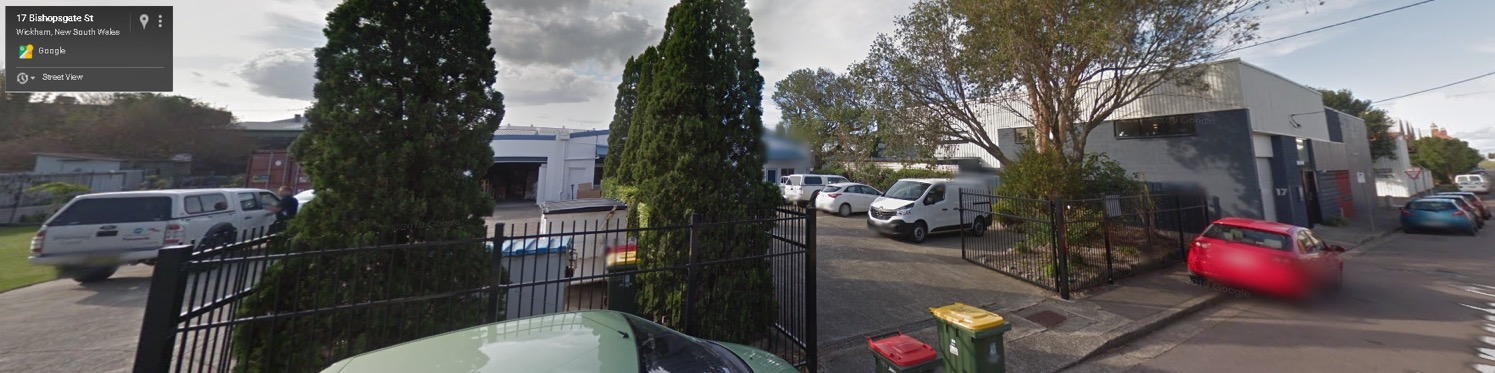 17 Bishopsgate St
Wickham, New South Wales
Google
Street View
17